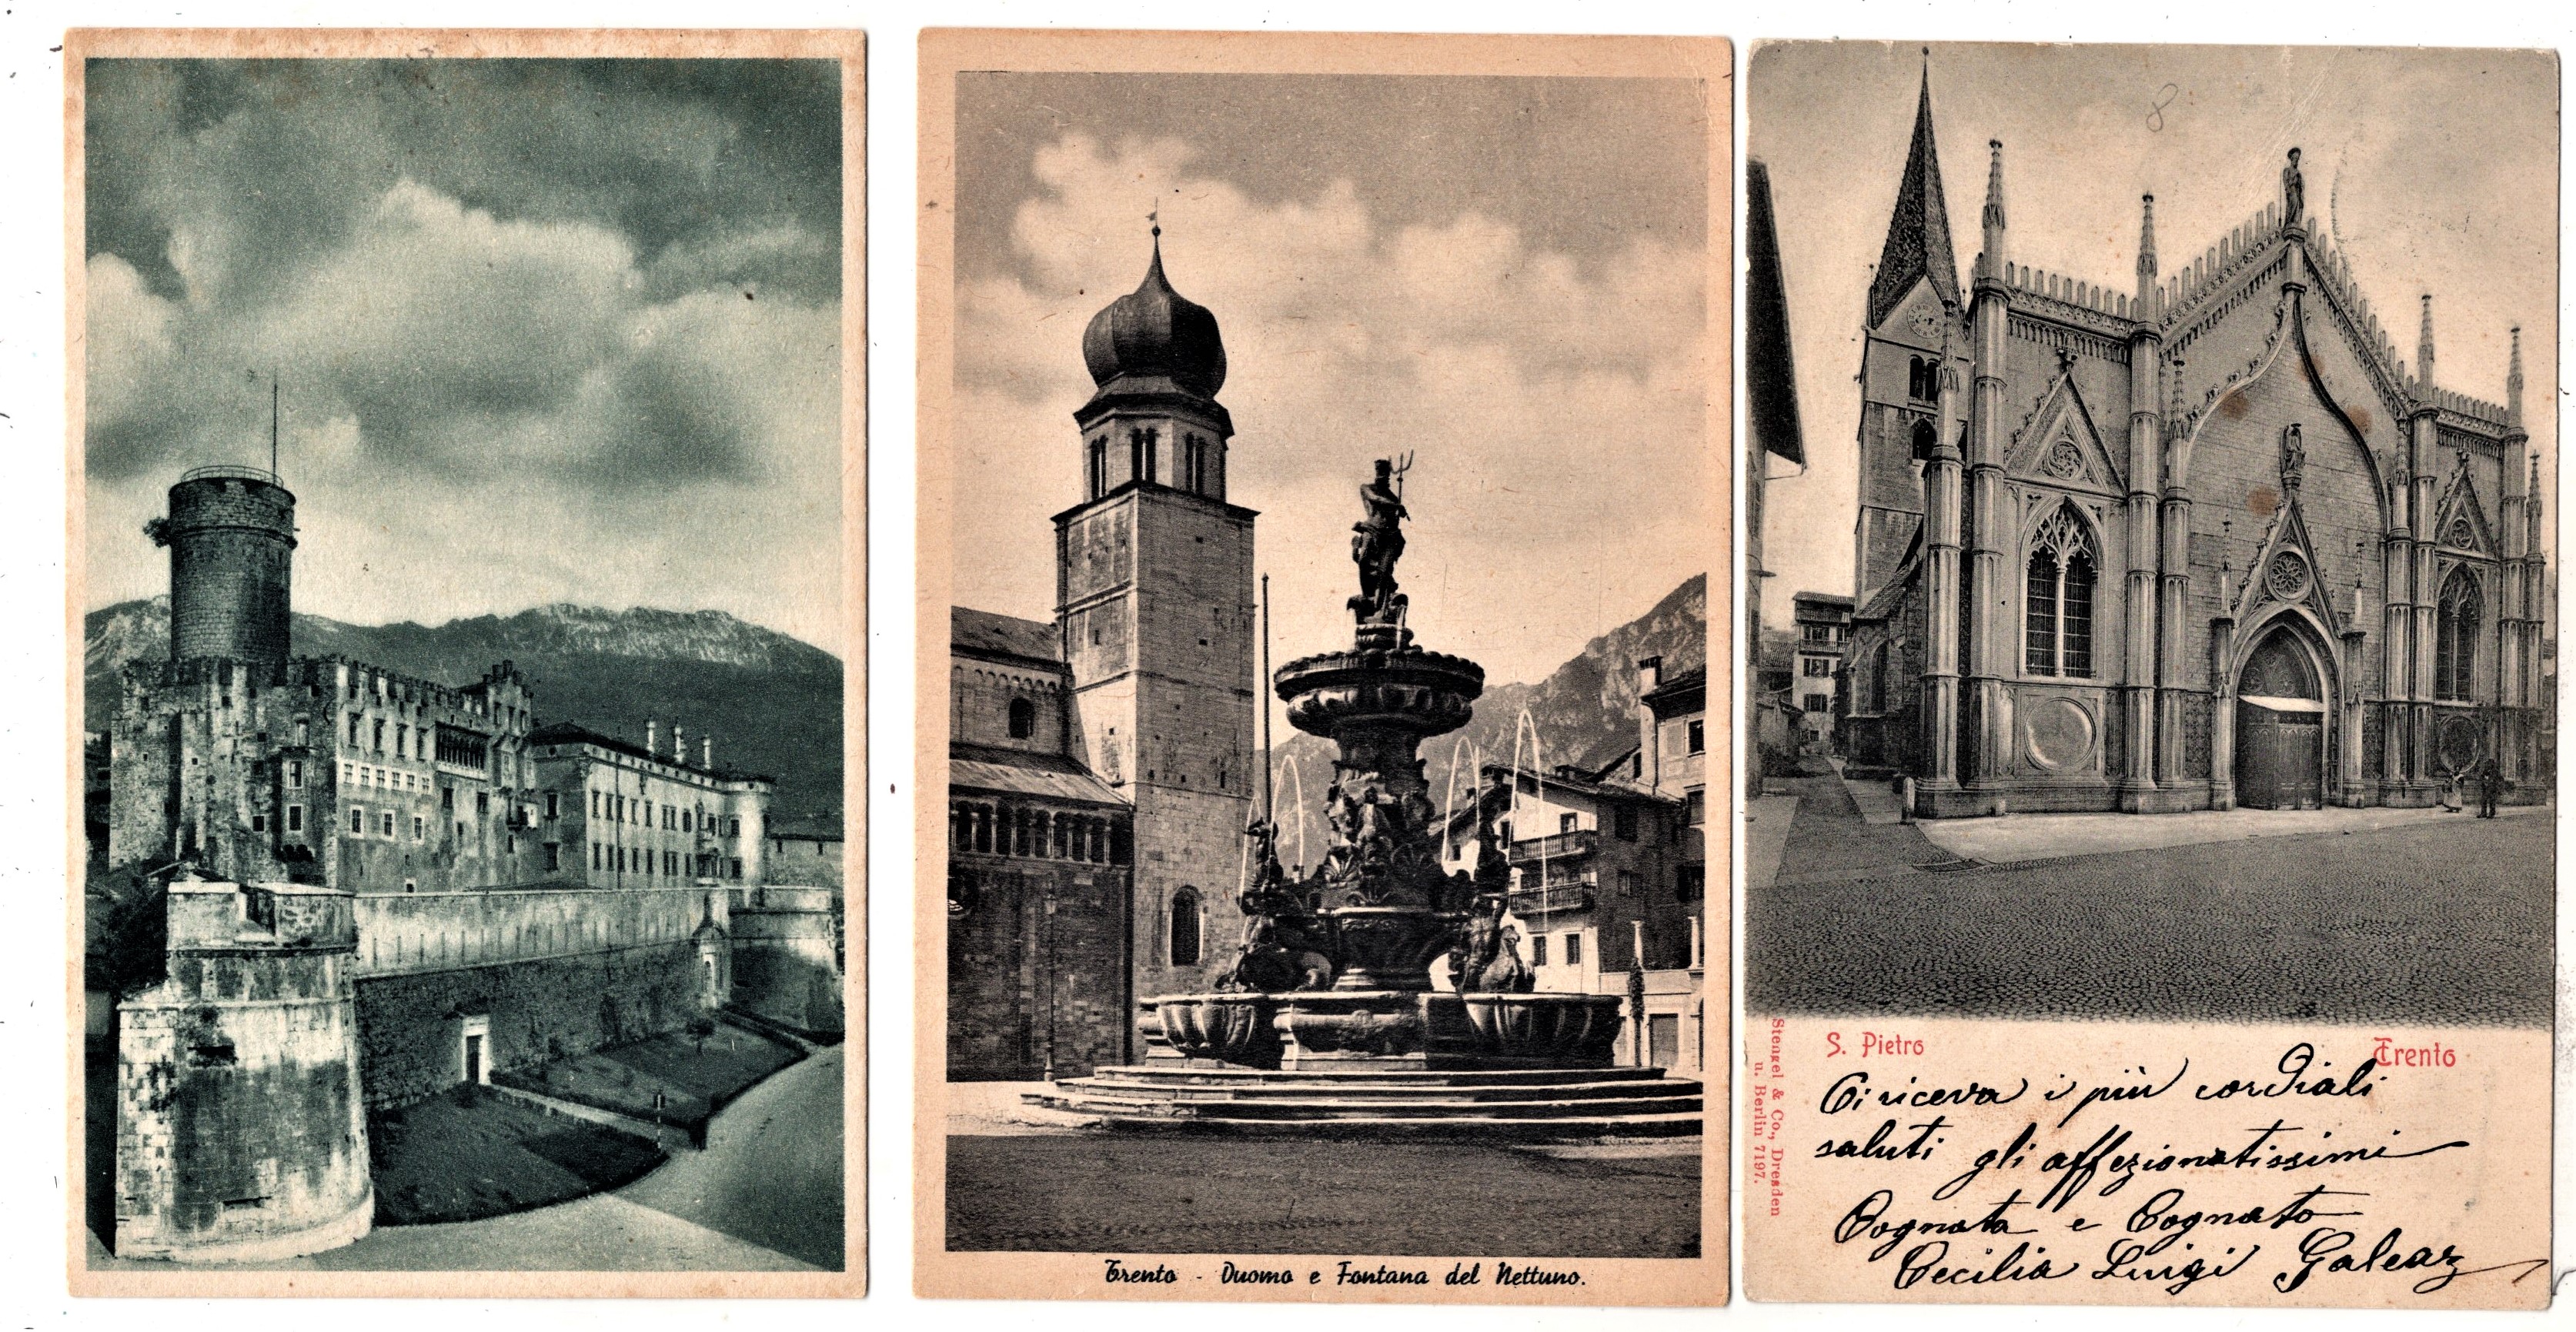 Trento - Duomo e Fontana del Nettuno.
8
S. Pietro
Trento
Stengel & Co., Dresden
u. Berlin 7197.
Ci riceva i più cordiali
saluti gli affezionatissimi
Cognata e Cognato
Cecilia Luigi Galeaz